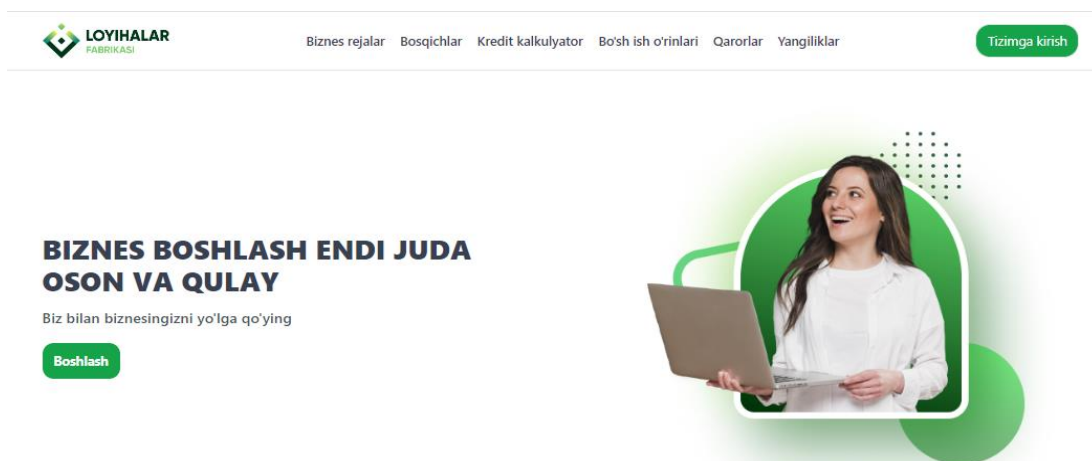 LOYIHALAR
FABRIKASI
Biznes rejalar Bosqichlar Kredit kalkulyator Bo'sh ish o'rinlari Qarorlar Yangiliklar
Tizimga kirish
BIZNES BOSHLASH ENDI JUDA
OSON VA QULAY
Biz bilan biznesingizni yo'lga qo'ying
Boshlash